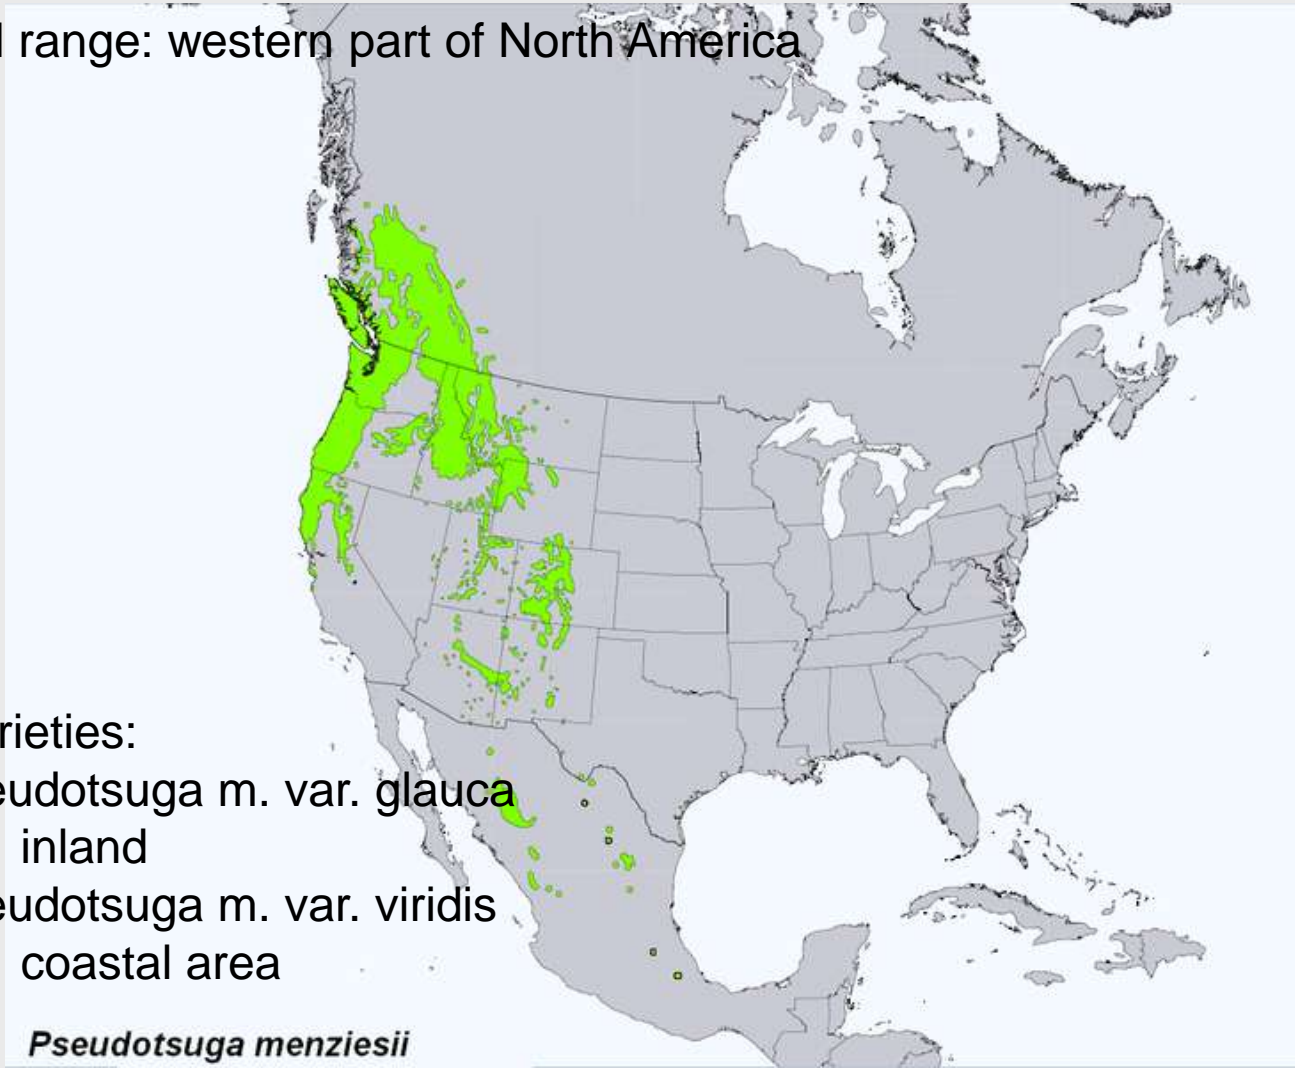 l range: western part of North America
rieties:
eudotsuga m. var. glauca
inland
eudotsuga m. var. viridis
coastal area
Pseudotsuga menziesii